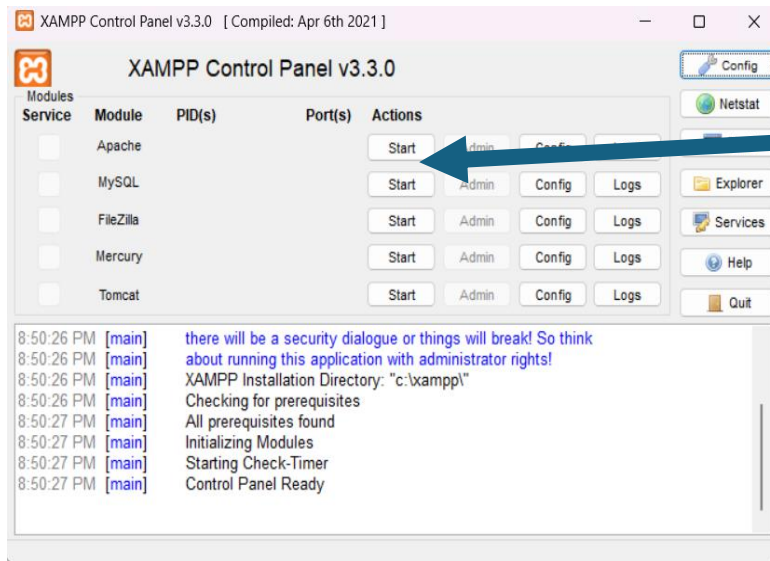 XAMPP Control Panel v3.3.0 [ Compiled: Apr 6th 2021 ]
XAMPP Control Panel v3.3.0
Config
Modules
Service Module PID(s) Port(s) Actions
Netstat
Apache Start Admin Config
MySQL Start Admin Config Logs
Explorer
FileZilla Start Admin Config Logs
Services
Mercury Start Admin Config Logs
Help
Tomcat Start Admin Config Logs
Quit
8:50:26 PM [main] there will be a security dialogue or things will break! So think
8:50:26 PM [main] about running this application with administrator rights!
8:50:26 PM [main] XAMPP Installation Directory: "c:\xampp\"
8:50:26 PM [main] Checking for prerequisites
8:50:27 PM [main] All prerequisites found
8:50:27 PM [main] Initializing Modules
8:50:27 PM [main] Starting Check-Timer
8:50:27 PM [main] Control Panel Ready